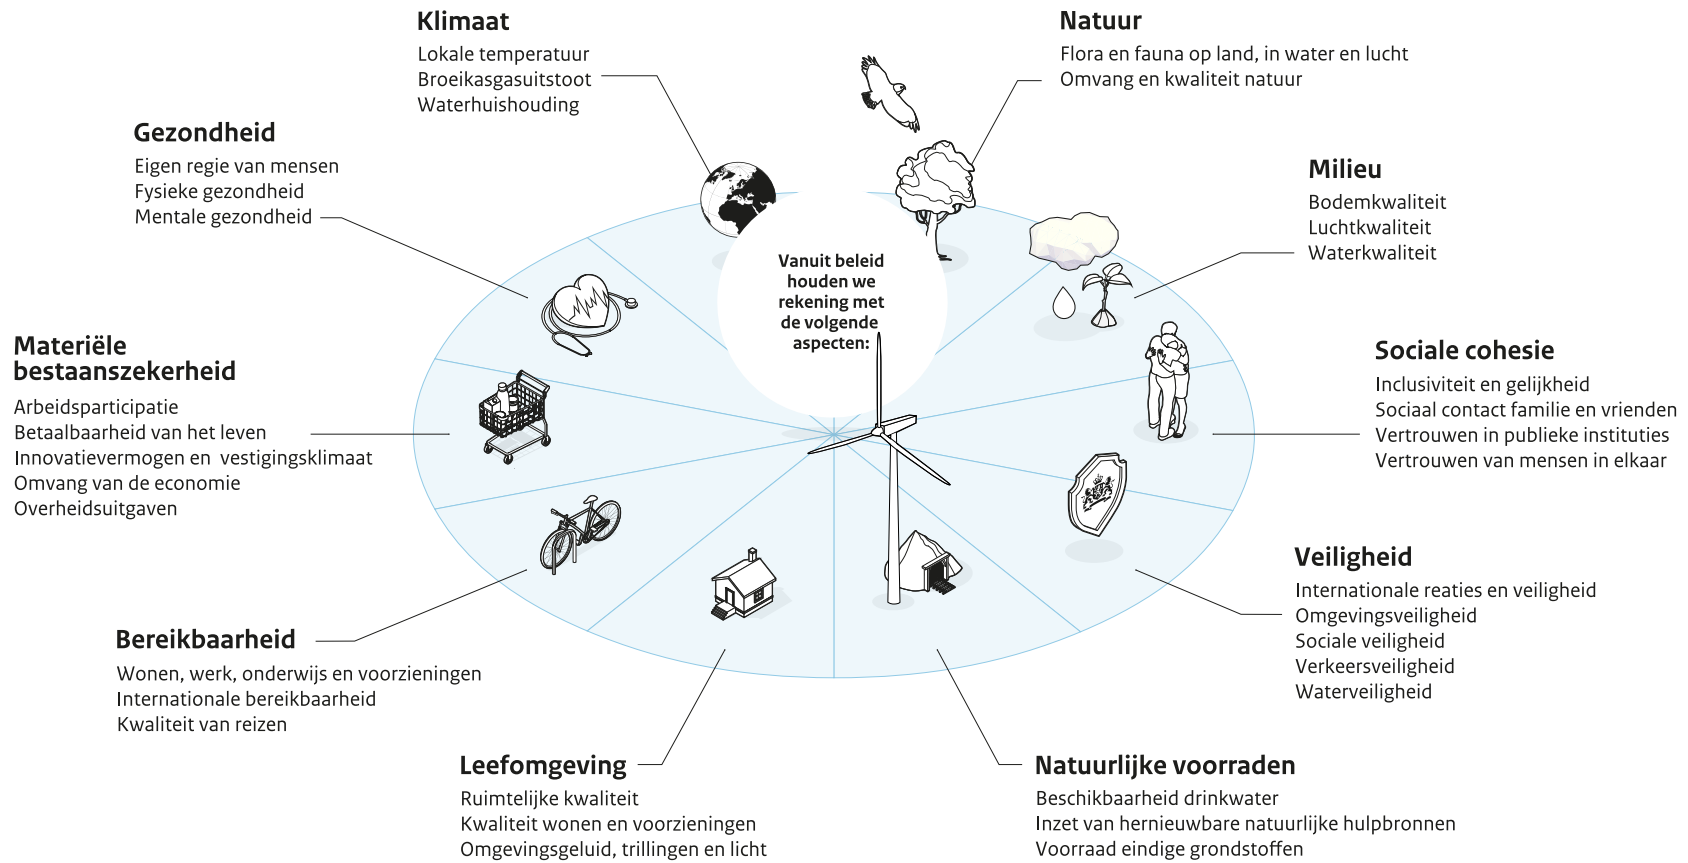 Klimaat
Lokale temperatuur
Broeikasgasuitstoot
Waterhuishouding
Natuur
Flora en fauna op land, in water en lucht
Omvang en kwaliteit natuur
Gezondheid
Eigen regie van mensen
Fysieke gezondheid
Mentale gezondheid
Milieu
Bodemkwaliteit
Luchtkwaliteit
Waterkwaliteit
Vanuit beleid
houden we
rekening met
de volgende
aspecten:
Materiële
bestaanszekerheid
Arbeidsparticipatie
Betaalbaarheid van het leven
Innovatievermogen en  vestigingsklimaat
Omvang van de economie
Overheidsuitgaven
Sociale cohesie
Inclusiviteit en gelijkheid
Sociaal contact familie en vrienden
Vertrouwen in publieke instituties
Vertrouwen van mensen in elkaar
Veiligheid
Internationale reaties en veiligheid
Omgevingsveiligheid
Sociale veiligheid
Verkeersveiligheid
Waterveiligheid
Bereikbaarheid
Wonen, werk, onderwijs en voorzieningen
Internationale bereikbaarheid
Kwaliteit van reizen
Leefomgeving
Ruimtelijke kwaliteit
Kwaliteit wonen en voorzieningen
Omgevingsgeluid, trillingen en licht
Natuurlijke voorraden
Beschikbaarheid drinkwater
Inzet van hernieuwbare natuurlijke hulpbronnen
Voorraad eindige grondstoffen